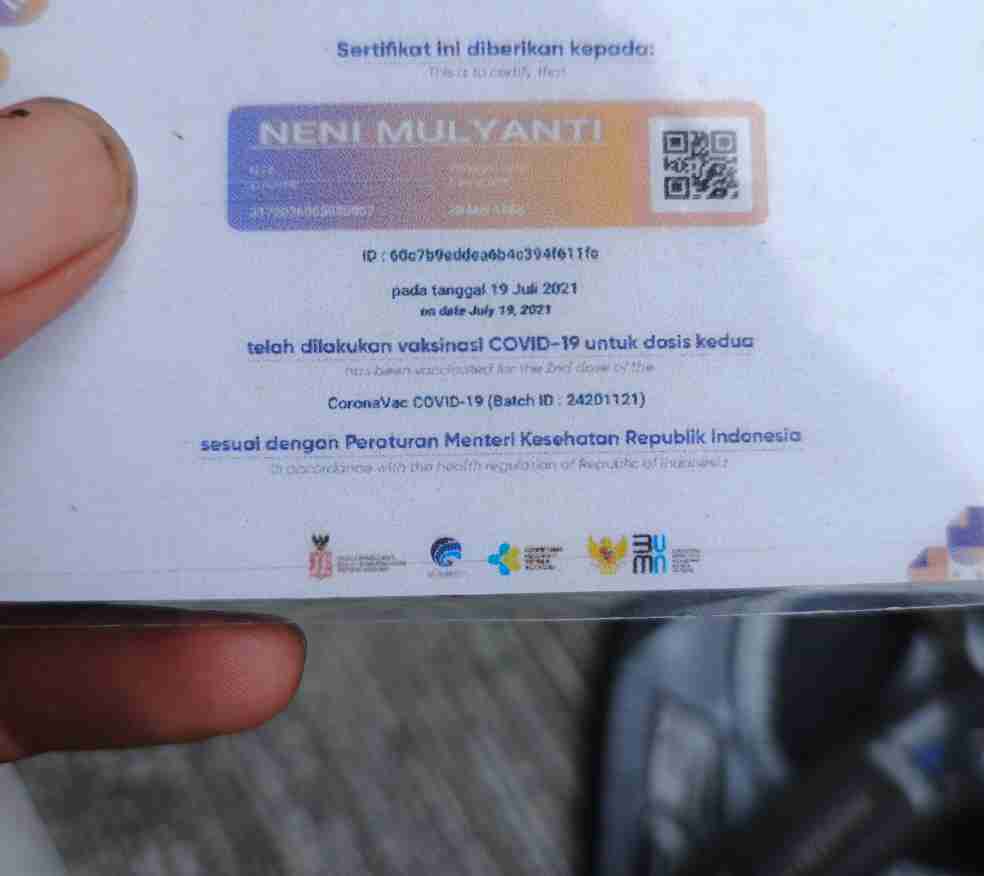 Sertifikat ini diberikan kepada:
This is to certify that
NENI MULYANTI
pada tanggal 19 Juli 2021
on date July 19, 2021
telah dilakukan vaksinasi COVID-19 untuk dosis kedua
has been vaccinated for the 2nd dose of the
CoronaVac COVID-19 (Batch ID : 24201121)
sesuai dengan Peraturan Menteri Kesehatan Republik Indonesia
in accordance with the health regulation of Republic of Indonesia